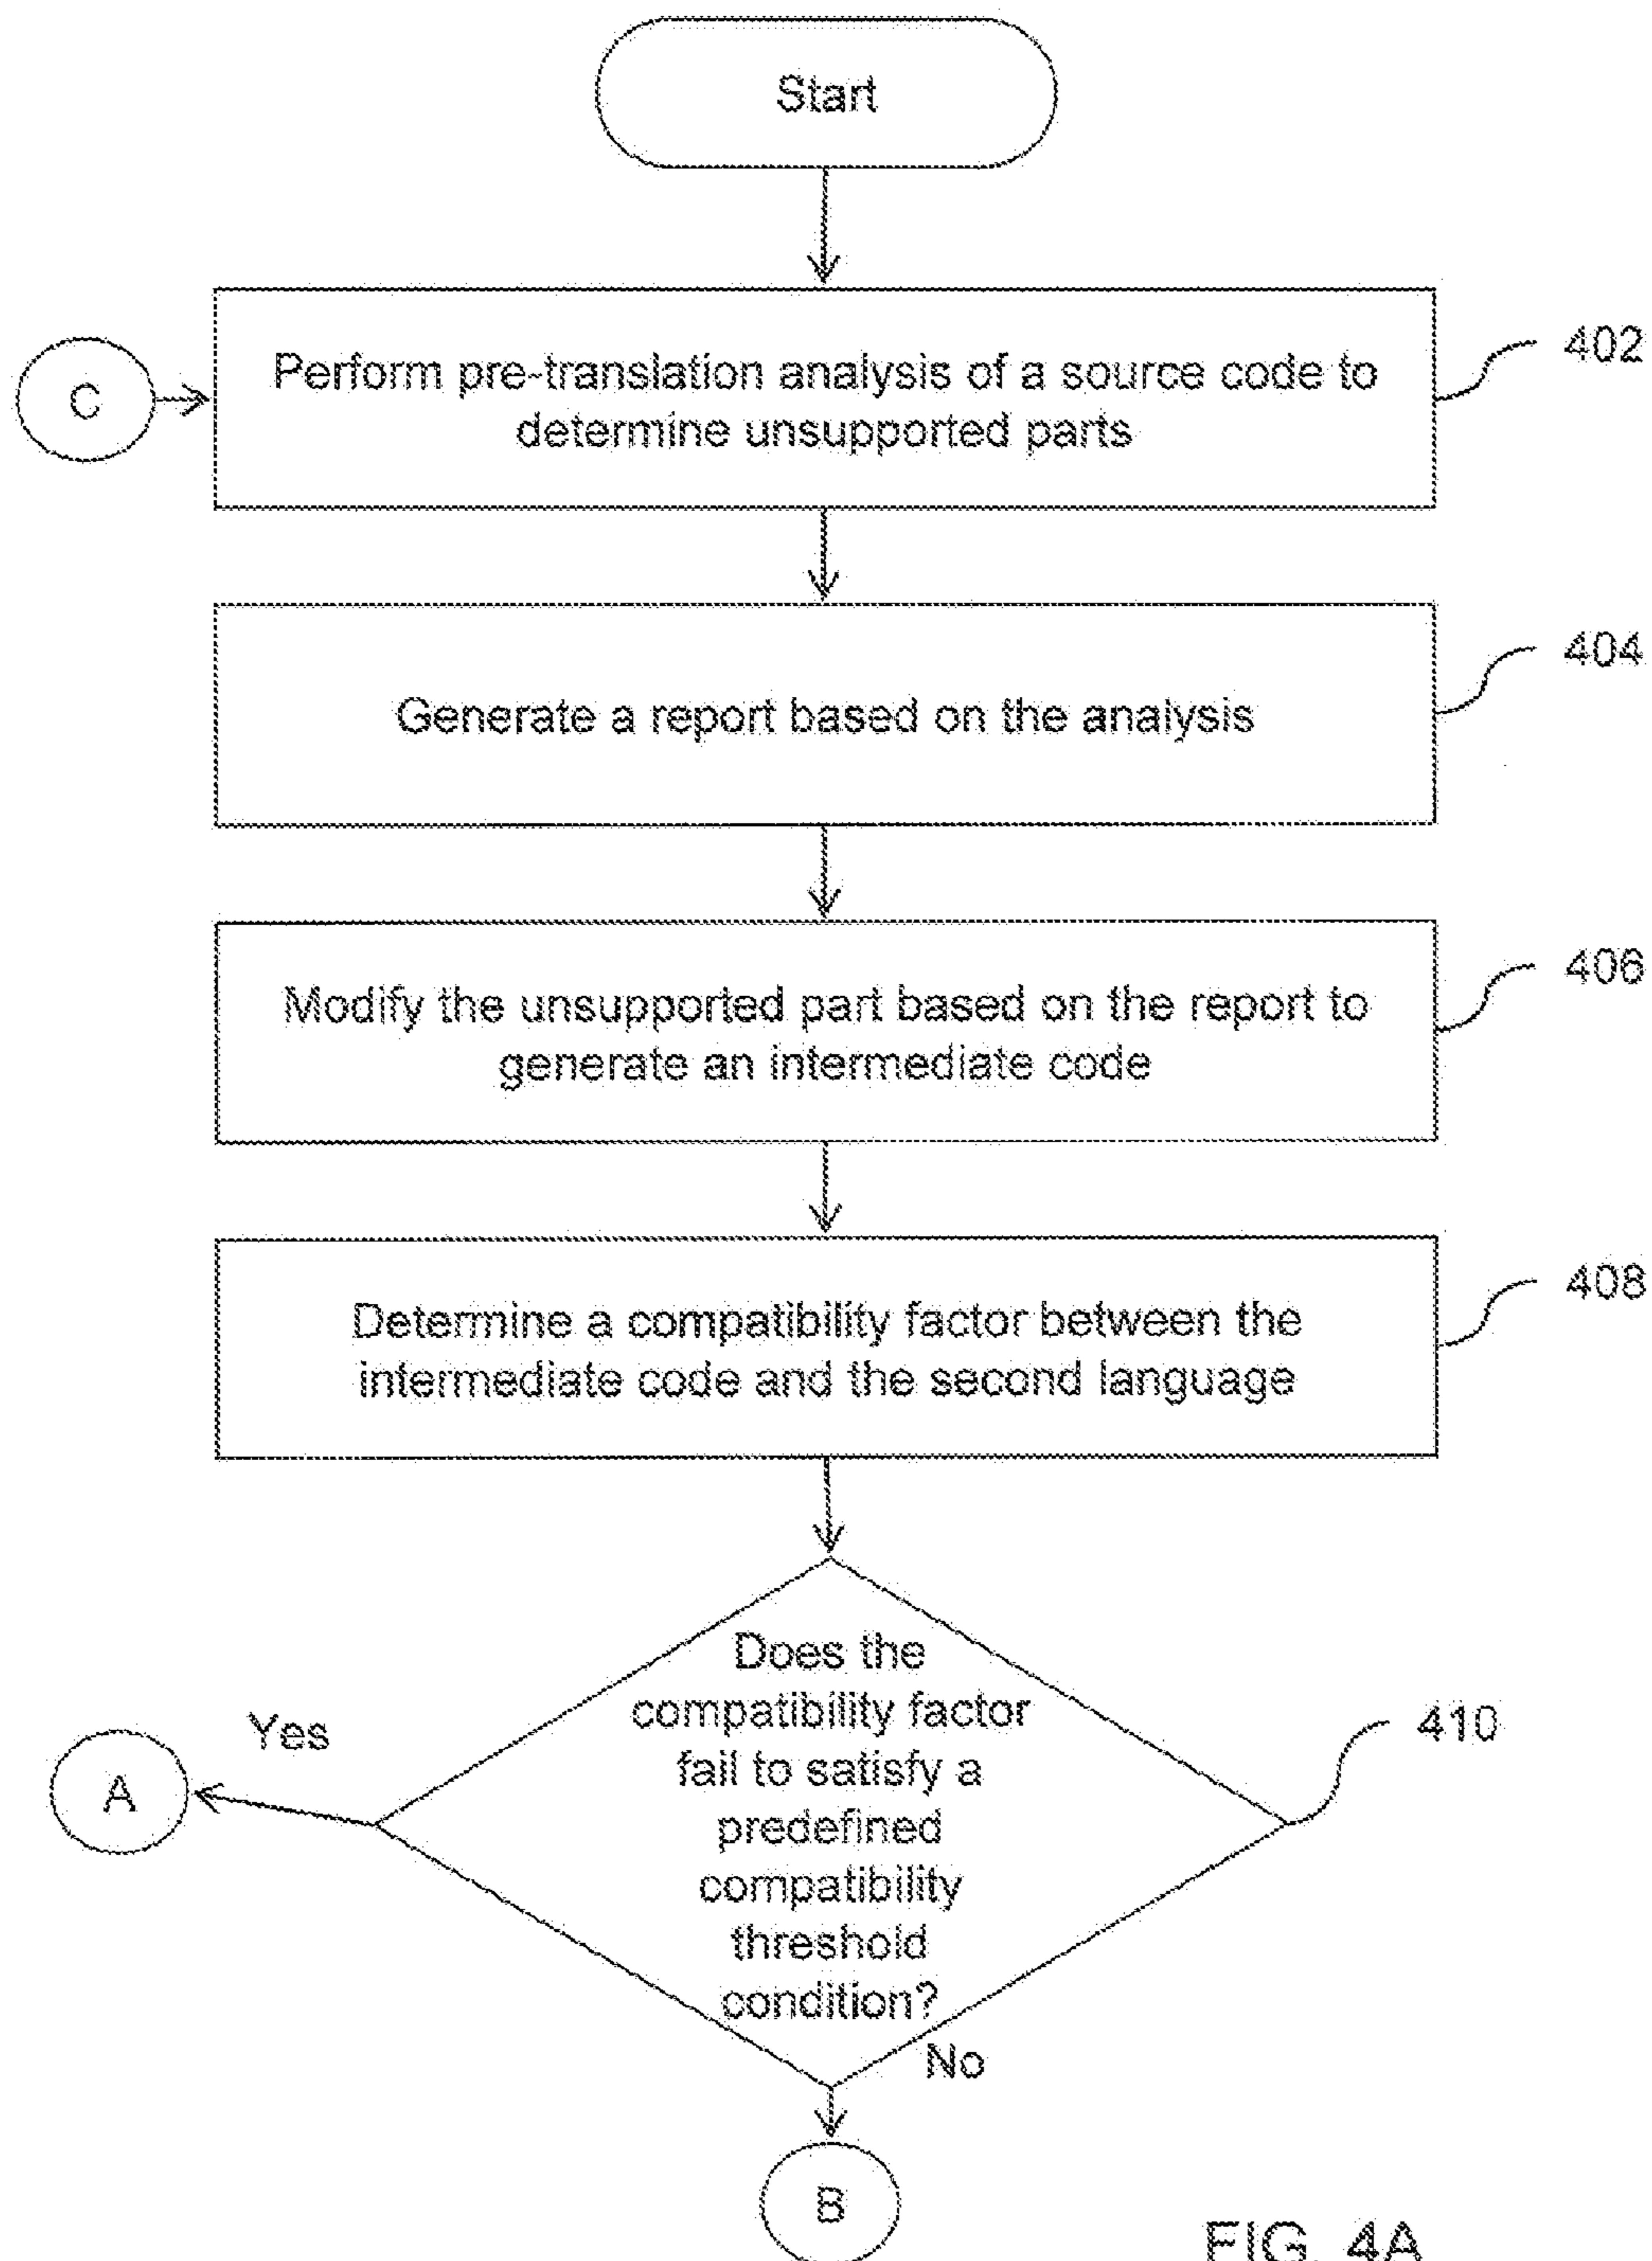 Start
C
Perform pre-translation analysis of a source code to
determine unsupported parts
402
Generate a report based on the analysis
404
Modify the unsupported part based on the report to
generate an intermediate code
406
Determine a compatibility factor between the
intermediate code and the second language
408
Does the
compatibility factor
fail to satisfy a
predefined
compatibility
threshold
condition?
410
Yes
A
No
B
FIG. 4A